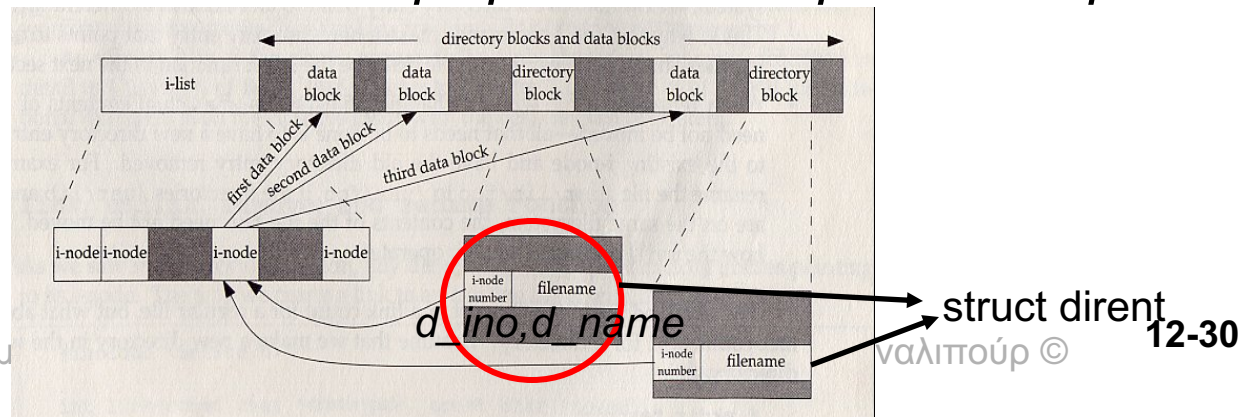 directory blocks and data blocks
i-list
data
block
data
block
directory
block
data
block
directory
block
first data block
second data block
third data block
i-node
i-node
i-node
i-node
i-node
number
filename
d_ino,d_name
struct dirent
12-30
i-node
number
filename
ναλιπούρ ©